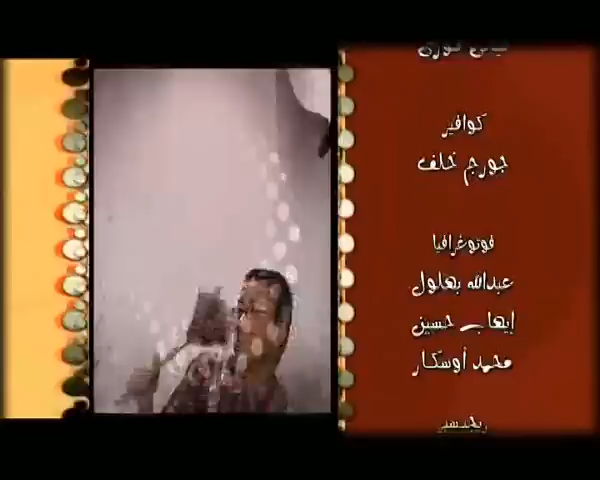 كوافير
جورج خلف
فوتوغرافيا
عبدالله بهلول
إيهاب حسين
محمد أوسكار